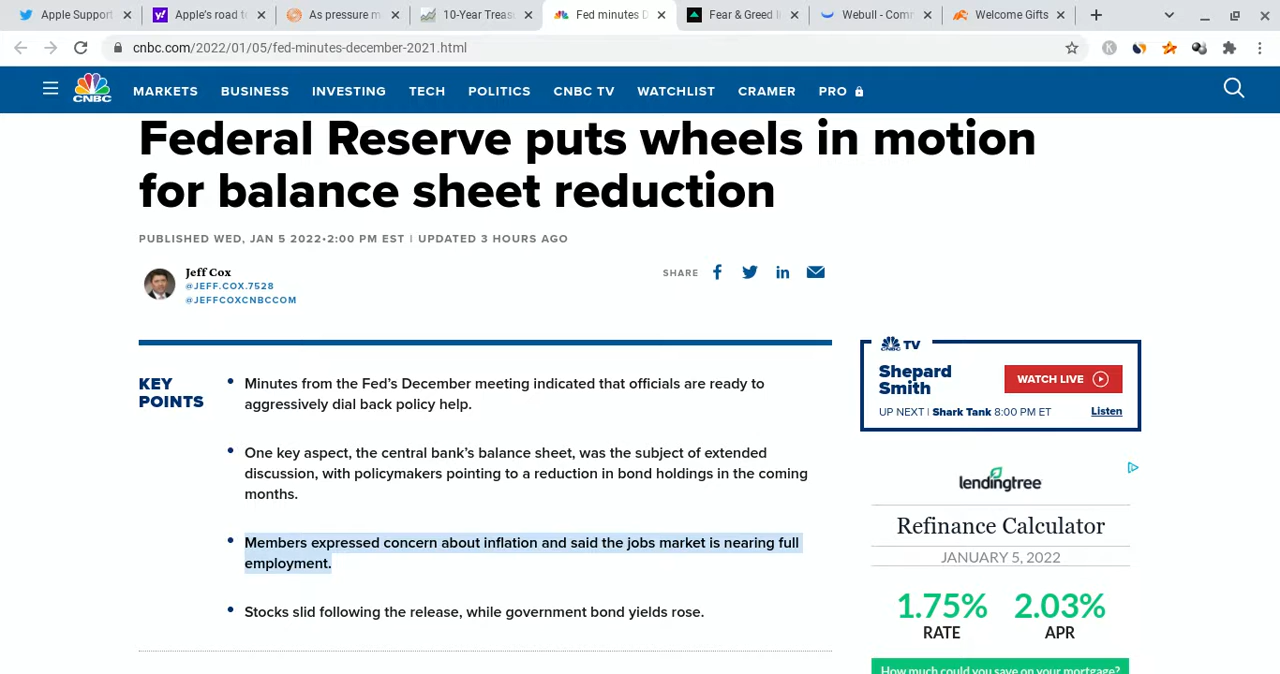 Apple Support
Apple's road to
As pressure m
10-Year Treas
Fed minutes D
Fear & Greed I
Webull - Com
Welcome Gifts
cnbc.com/2022/01/05/fed-minutes-december-2021.html
K
CNBC
MARKETS BUSINESS INVESTING TECH POLITICS CNBC TV WATCHLIST CRAMER PRO
Federal Reserve puts wheels in motion
for balance sheet reduction
PUBLISHED WED, JAN 5 2022•2:00 PM EST | UPDATED 3 HOURS AGO
Jeff Cox
@JEFF.COX.7528
@JEFFCOXCNBCCOM
SHARE
KEY
POINTS
• Minutes from the Fed's December meeting indicated that officials are ready to
aggressively dial back policy help.
• One key aspect, the central bank's balance sheet, was the subject of extended
discussion, with policymakers pointing to a reduction in bond holdings in the coming
months.
• Members expressed concern about inflation and said the jobs market is nearing full
employment.
• Stocks slid following the release, while government bond yields rose.
CNBC TV
Shepard
Smith
WATCH LIVE
UP NEXT | Shark Tank 8:00 PM ET
Listen
lendingtree
Refinance Calculator
JANUARY 5, 2022
1.75% 2.03%
RATE APR
How much could you save on your mortgage?